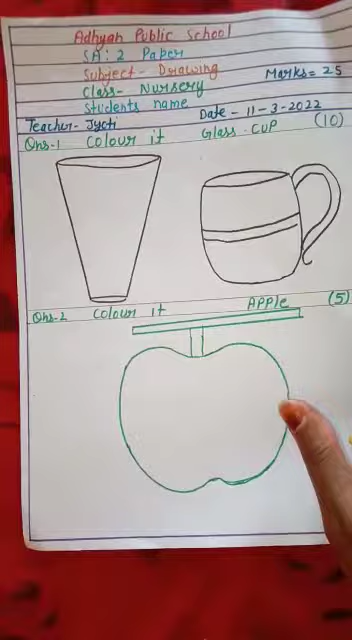 Adhyan Public School
SA: 2 Paper
Subject - Drawing
Marks = 25
Class - Nursery
Students name
Teacher - Jyoti
Date - 11-3-2022
Qns-1 Colour it Glass. CUP (10)
Qns-2 Colour it APPle (5)